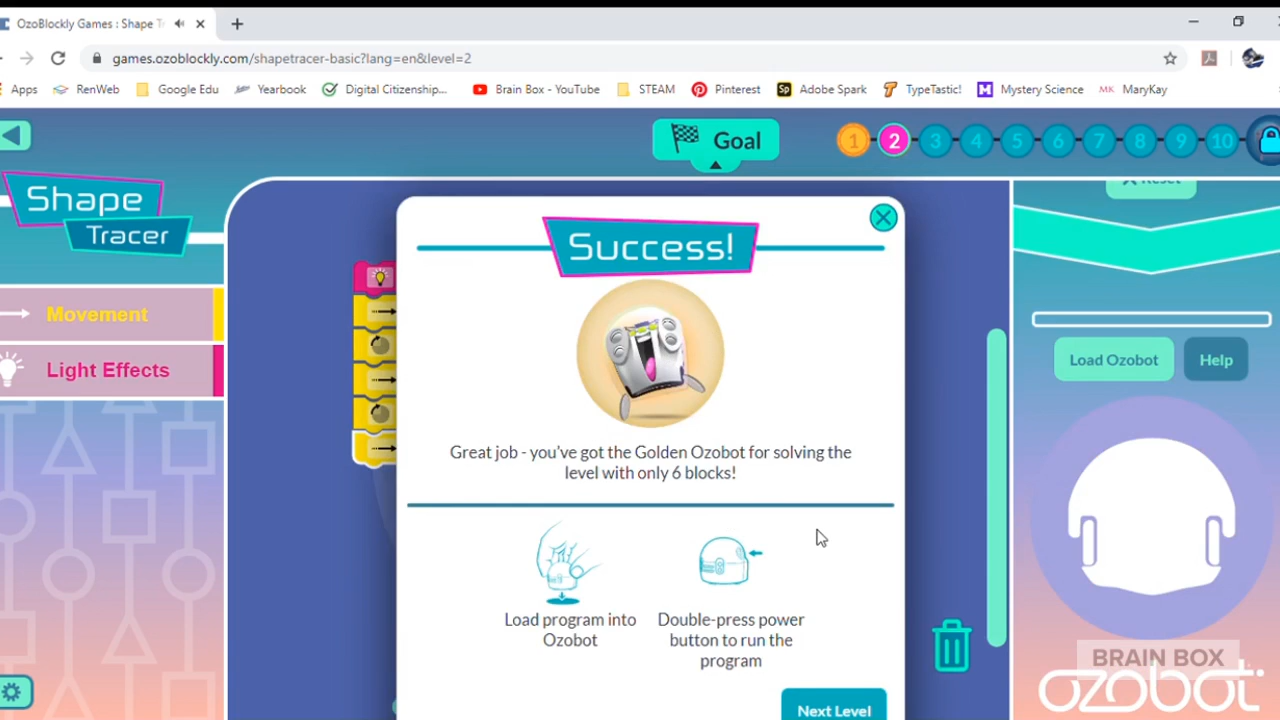 OzoBlockly Games : Shape Tr
games.ozoblockly.com/shapetracer-basic?lang=en&level=2
Apps RenWeb Google Edu Yearbook Digital Citizenship... Brain Box - YouTube STEAM Pinterest Sp Adobe Spark TypeTastic! Mystery Science MK MaryKay
Goal 1 2 3 4 5 6 7 8 9 10
Reset
Shape
Tracer
Success!
Movement
Light Effects
Load Ozobot Help
Great job - you've got the Golden Ozobot for solving the
level with only 6 blocks!
Load program into
Ozobot
Double-press power
button to run the
program
BRAIN BOX
ozobot
Next Level